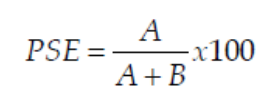 PSE = A / A + B x100